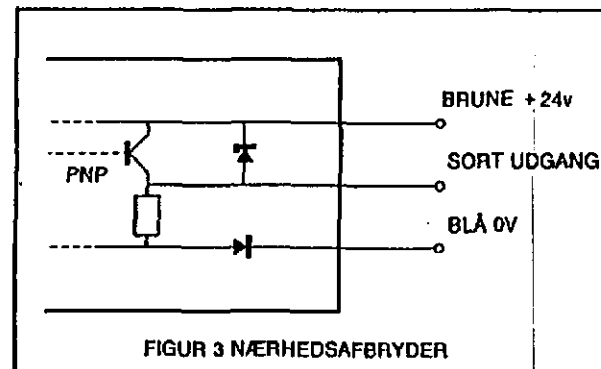 BRUNE + 24v
SORT UDGANG
PNP
BLÅ 0V
FIGUR 3 NÆRHEDSAFBRYDER